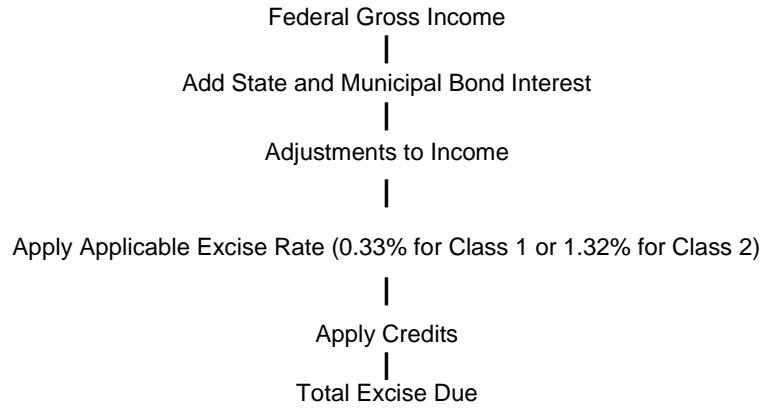 Federal Gross Income
Add State and Municipal Bond Interest
Adjustments to Income
Apply Applicable Excise Rate (0.33% for Class 1 or 1.32% for Class 2)
Apply Credits
Total Excise Due